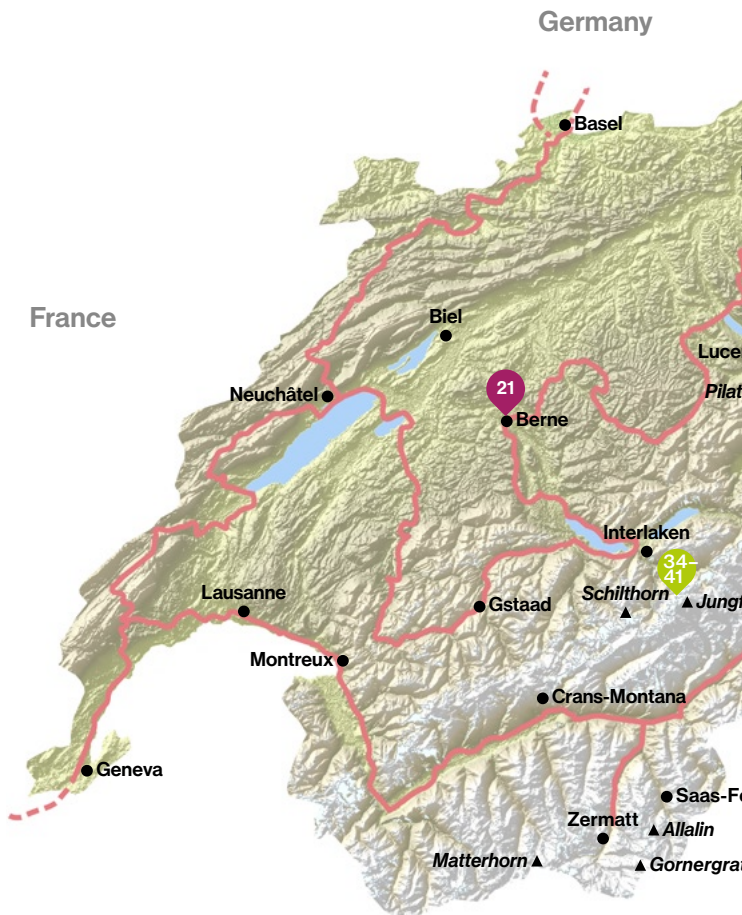 Germany
Basel
France
Biel
Luce
Neuchâtel
21
Pilat
Berne
Interlaken
34–
41
Schilthorn
Jungf
Lausanne
Gstaad
Montreux
Crans-Montana
Geneva
Saas-Fe
Zermatt
Allalin
Matterhorn
Gornergrat